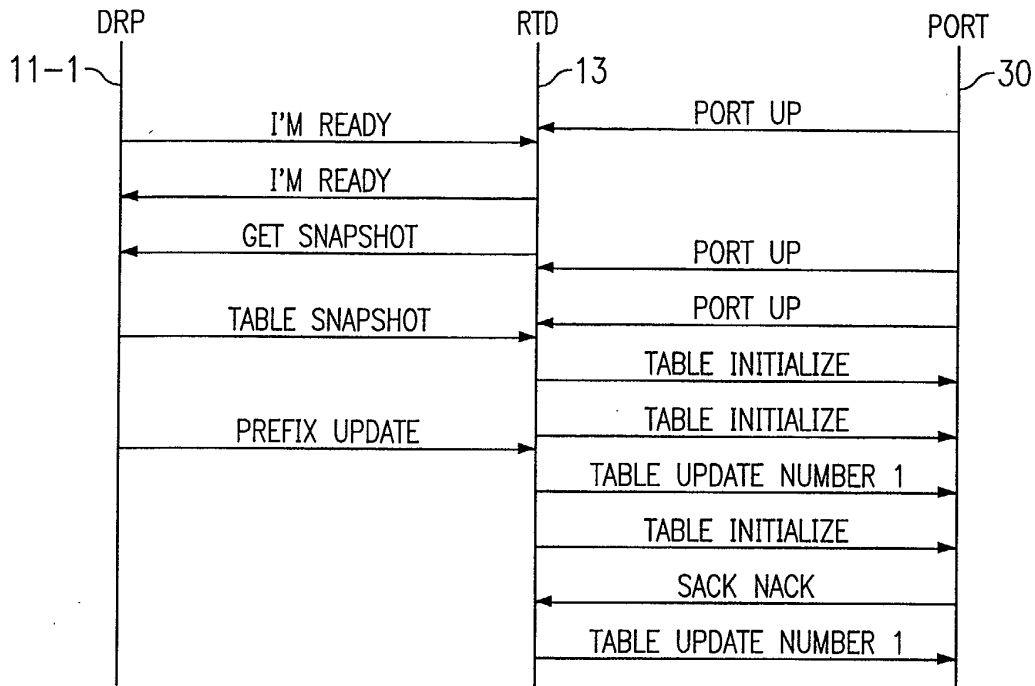 DRP RTD PORT
11-1 13 30
PORT UP
I'M READY
I'M READY
GET SNAPSHOT
PORT UP
TABLE SNAPSHOT
PORT UP
TABLE INITIALIZE
TABLE INITIALIZE
PREFIX UPDATE
TABLE UPDATE NUMBER 1
TABLE INITIALIZE
SACK NACK
TABLE UPDATE NUMBER 1